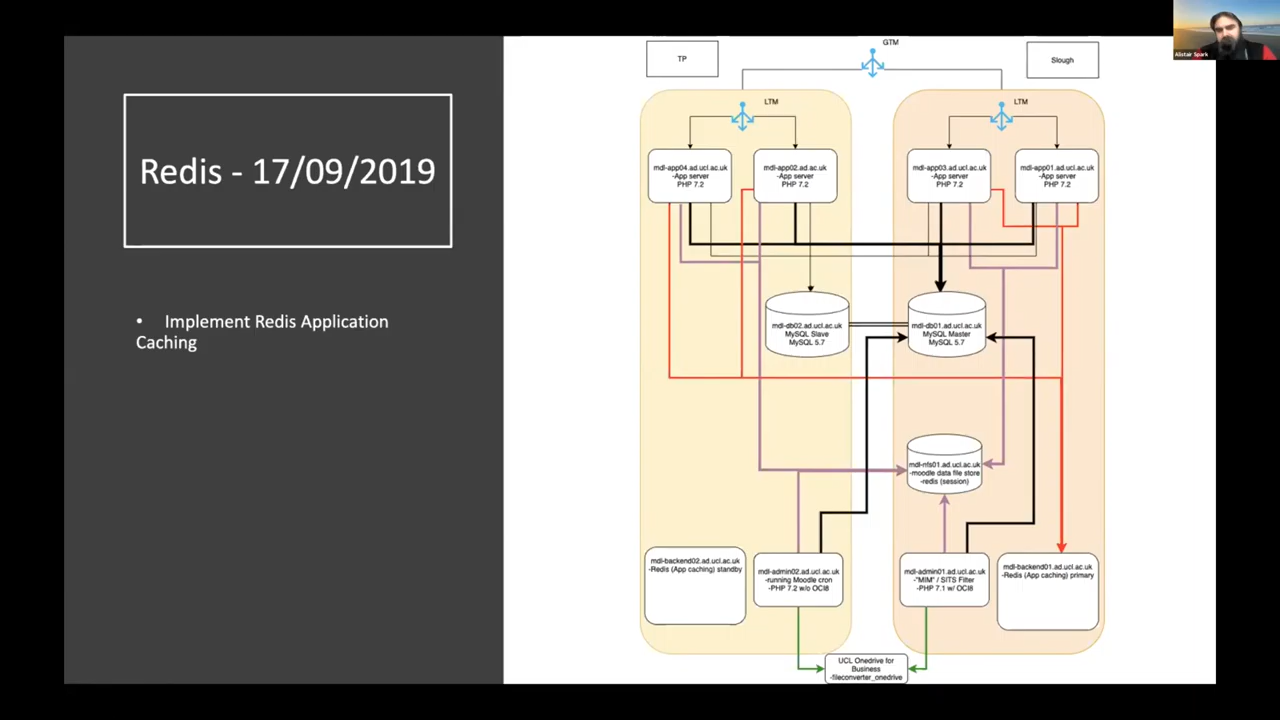 Redis - 17/09/2019
• Implement Redis Application
Caching
GTM
TP
Slough
LTM
LTM
mdl-app04.ad.ucl.ac.uk
-App server
PHP 7.2
mdl-app02.ad.ac.uk
-App server
PHP 7.2
mdl-app03.ad.ucl.ac.uk
-App server
PHP 7.2
mdl-app01.ad.ucl.ac.uk
-App server
PHP 7.2
mdl-db02.ad.ucl.ac.uk
MySQL Slave
MySQL 5.7
mdl-db01.ad.ucl.ac.uk
MySQL Master
MySQL 5.7
mdl-nfs01.ad.ucl.ac.uk
-moodle data file store
-redis (session)
mdl-backend02.ad.ucl.ac.uk
-Redis (App caching) standby
mdl-admin02.ad.ucl.ac.uk
-running Moodle cron
-PHP 7.2 w/o OCI8
mdl-admin01.ad.ucl.ac.uk
-"MIM" / SITS Filter
-PHP 7.1 w/ OCI8
mdl-backend01.ad.ucl.ac.uk
-Redis (App caching) primary
UCL Onedrive for
Business
-fileconverter_onedrive
Alistair Spark